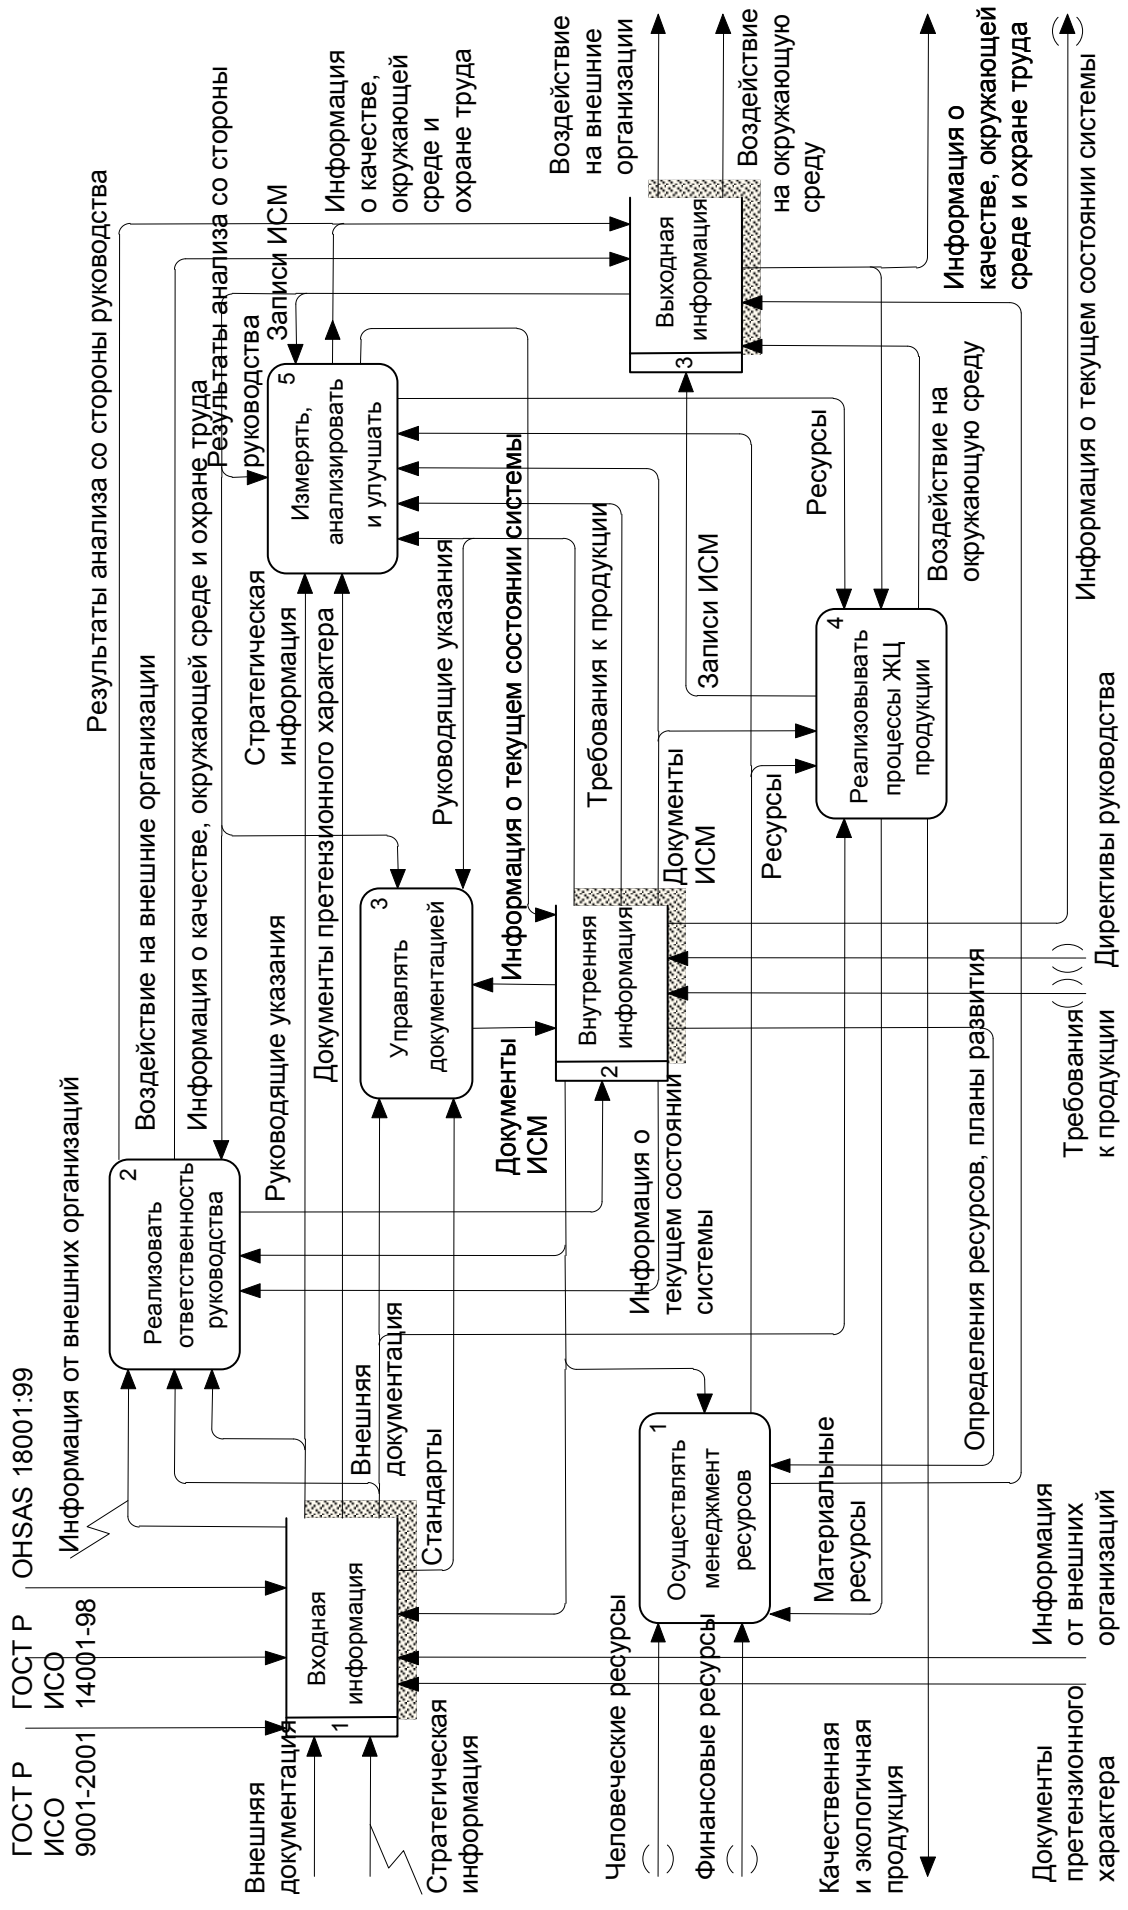 ГОСТ Р
ИСО
9001-2001
ГОСТ Р
ИСО
14001-98
OHSAS 18001:99
Информация от внешних организаций
Внешняя
документация
Стратегическая
информация
1
Входная
информация
2
Реализовать
ответственность
руководства
Результаты анализа со стороны руководства
Воздействие на внешние организации
Информация о качестве, окружающей среде и охране труда
Результаты анализа со стороны
руководства
Записи ИСМ
Информация
о качестве,
окружающей
среде и
охране труда
Руководящие указания
Стратегическая
информация
Документы претензионного характера
5
Измерять,
анализировать
и улучшать
Внешняя
документация
Стандарты
3
Управлять
документацией
Руководящие указания
Информация о текущем состоянии системы
Документы
ИСМ
Требования к продукции
2
Внутренняя
информация
Документы
ИСМ
Информация о
текущем состоянии
системы
Записи ИСМ
3
Выходная
информация
Воздействие
на внешние
организации
Воздействие
на окружающую
среду
Человеческие ресурсы
Финансовые ресурсы
1
Осуществлять
менеджмент
ресурсов
Ресурсы
Ресурсы
4
Реализовывать
процессы ЖЦ
продукции
Материальные
ресурсы
Качественная
и экологичная
продукция
Воздействие на
окружающую среду
Информация о
качестве, окружающей
среде и охране труда
Определения ресурсов, планы развития
Документы
претензионного
характера
Информация
от внешних
организаций
Требования
к продукции
Директивы руководства
Информация о текущем состоянии системы